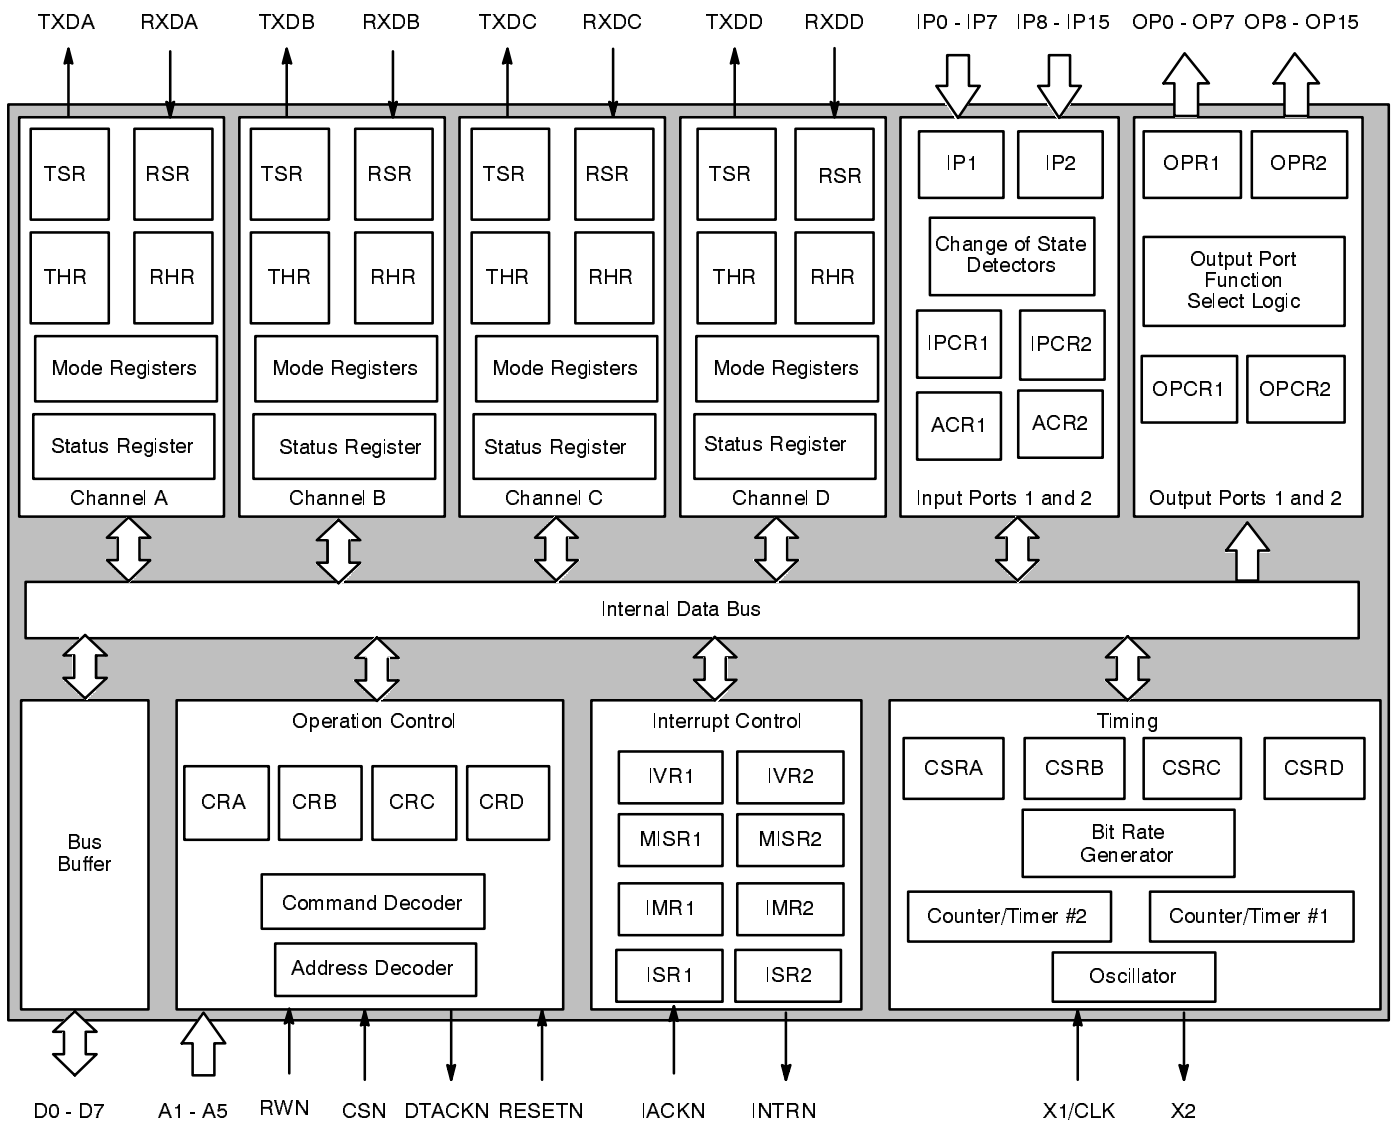 TXDA RXDA TXDB RXDB TXDC RXDC TXDD RXDD IP0 - IP7 IP8 - IP15 OP0 - OP7 OP8 - OP15
TSR RSR TSR RSR TSR RSR TSR RSR IP1 IP2 OPR1 OPR2
THR RHR THR RHR THR RHR THR RHR
Change of State
Detectors
Output Port
Function
Select Logic
IPCR1 IPCR2
Mode Registers Mode Registers Mode Registers Mode Registers
OPCR1 OPCR2
ACR1 ACR2
Status Register Status Register Status Register Status Register
Channel A Channel B Channel C Channel D Input Ports 1 and 2 Output Ports 1 and 2
Internal Data Bus
Operation Control Interrupt Control Timing
CSRA CSRB CSRC CSRD
IVR1 IVR2
CRA CRB CRC CRD
Bus
Buffer
MISR1 MISR2
Bit Rate
Generator
Command Decoder
IMR1 IMR2
Counter/Timer #2 Counter/Timer #1
Address Decoder
ISR1 ISR2
Oscillator
D0 - D7 A1 - A5 RWN CSN DTACKN RESETN IACKN INTRN X1/CLK X2